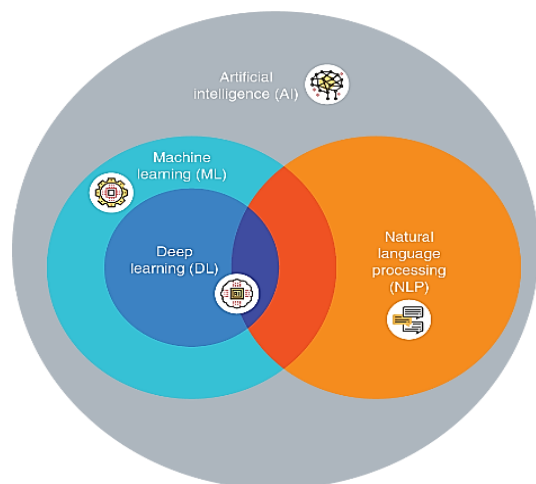 Artificial
intelligence (AI)
Machine
learning (ML)
Deep
learning (DL)
Natural
language
processing
(NLP)